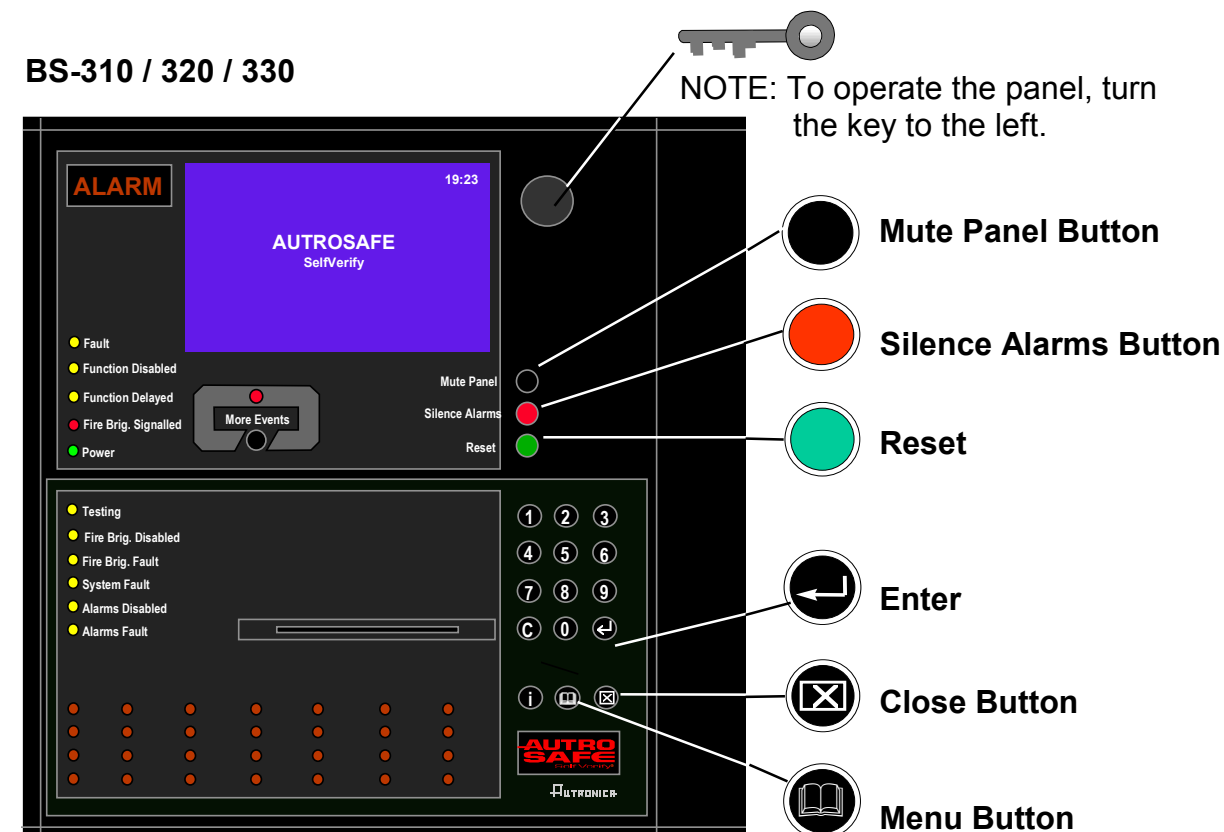 BS-310 / 320 / 330
NOTE: To operate the panel, turn
the key to the left.
ALARM
19:23
AUTROSAFE
SelfVerify
Mute Panel Button
Silence Alarms Button
Reset
Fault
Function Disabled
Function Delayed
Fire Brig. Signalled
Power
More Events
Mute Panel
Silence Alarms
Reset
Testing
Fire Brig. Disabled
Fire Brig. Fault
System Fault
Alarms Disabled
Alarms Fault
1 2 3
4 5 6
7 8 9
C 0
i
Enter
Close Button
Menu Button
AUTRO
SAFE
SelfVerify
AUTRONICA